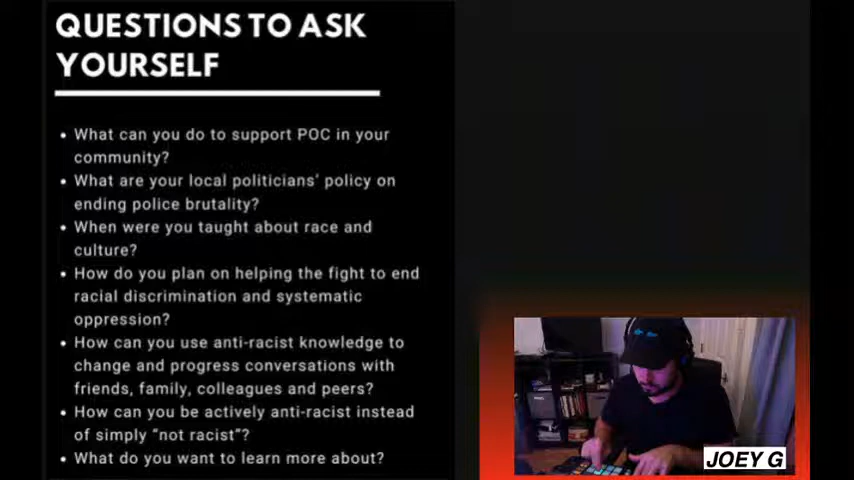 QUESTIONS TO ASK
YOURSELF
• What can you do to support POC in your
community?
• What are your local politicians' policy on
ending police brutality?
• When were you taught about race and
culture?
• How do you plan on helping the fight to end
racial discrimination and systematic
oppression?
• How can you use anti-racist knowledge to
change and progress conversations with
friends, family, colleagues and peers?
• How can you be actively anti-racist instead
of simply "not racist"?
• What do you want to learn more about?
JOEY G